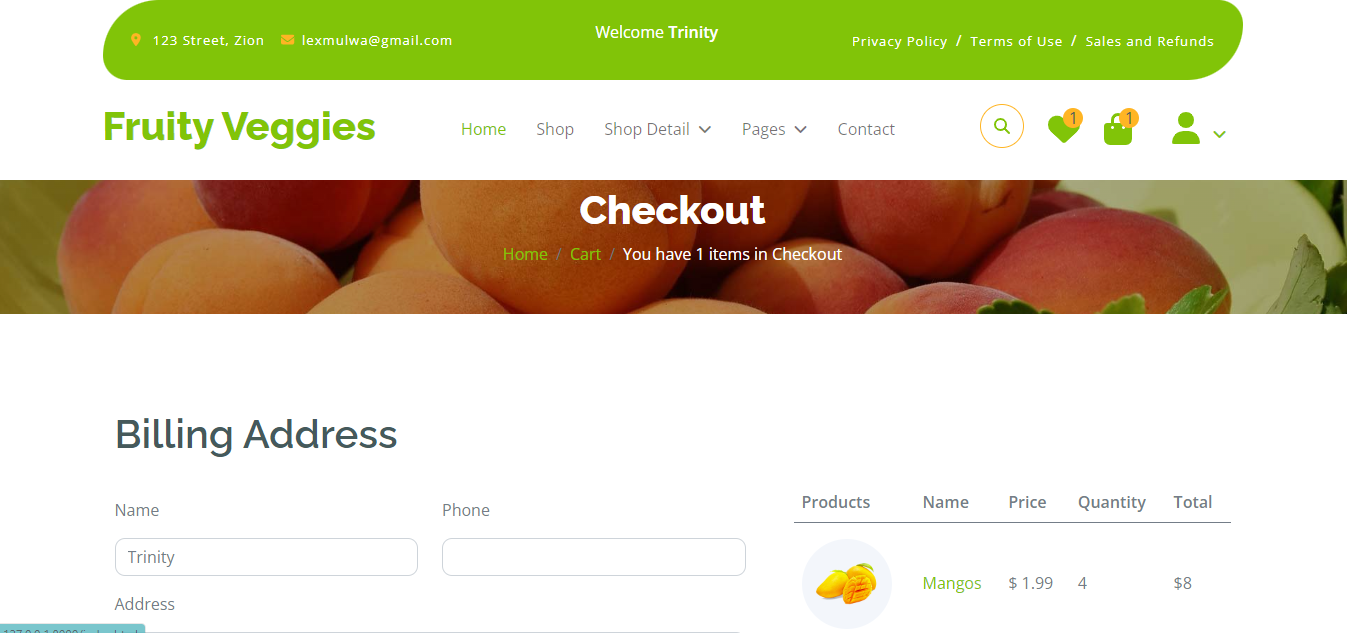 123 Street, Zion lexmulwa@gmail.com Welcome Trinity Privacy Policy / Terms of Use / Sales and Refunds
Fruity Veggies Home Shop Shop Detail Pages Contact 1 1
Checkout
Home / Cart / You have 1 items in Checkout
Billing Address
Products Name Price Quantity Total
Name Phone
Trinity
Mangos $ 1.99 4 $8
Address